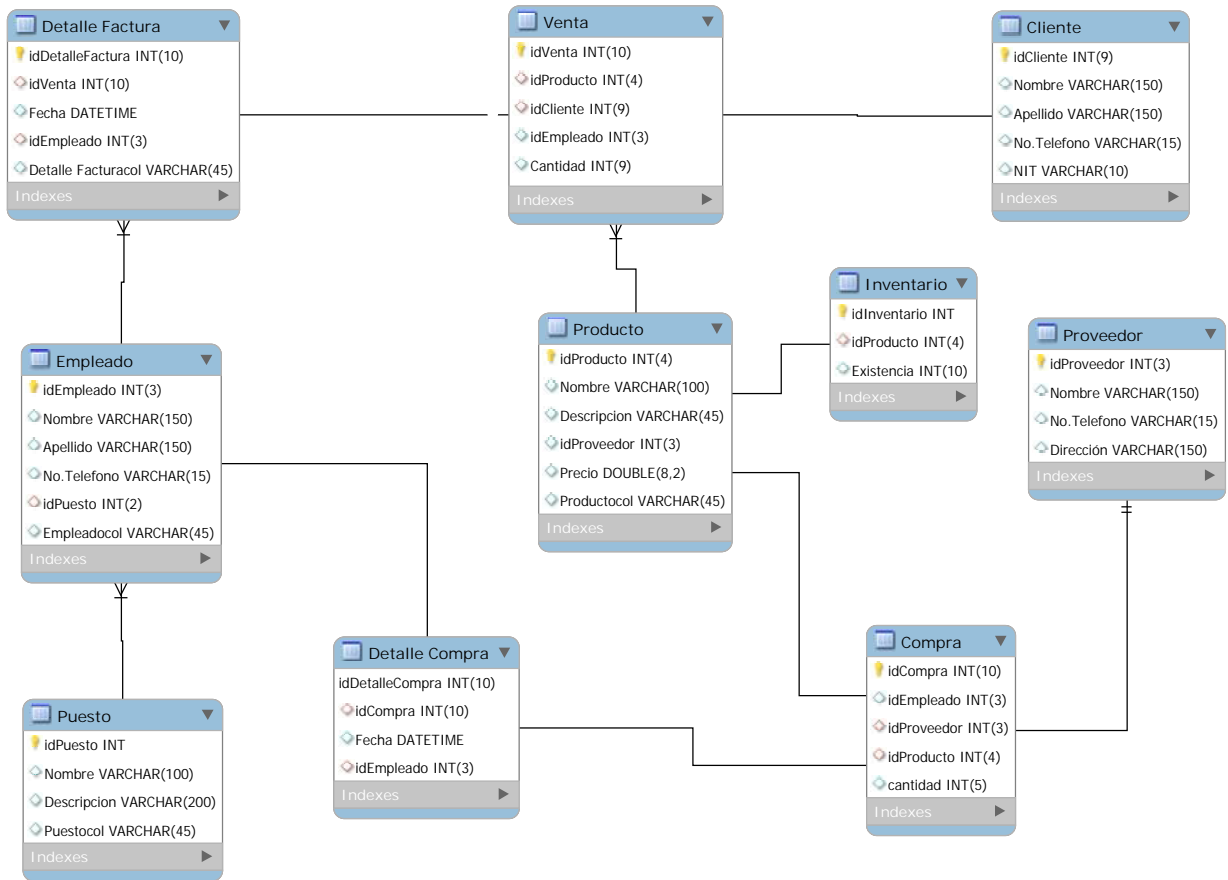 Detalle Factura
idDetalleFactura INT(10)
idVenta INT(10)
Fecha DATETIME
idEmpleado INT(3)
Detalle Facturacol VARCHAR(45)
Indexes
Venta
idVenta INT(10)
idProducto INT(4)
idCliente INT(9)
idEmpleado INT(3)
Cantidad INT(9)
Indexes
Cliente
idCliente INT(9)
Nombre VARCHAR(150)
Apellido VARCHAR(150)
No.Telefono VARCHAR(15)
NIT VARCHAR(10)
Indexes
Empleado
idEmpleado INT(3)
Nombre VARCHAR(150)
Apellido VARCHAR(150)
No.Telefono VARCHAR(15)
idPuesto INT(2)
Empleadocol VARCHAR(45)
Indexes
Producto
idProducto INT(4)
Nombre VARCHAR(100)
Descripcion VARCHAR(45)
idProveedor INT(3)
Precio DOUBLE(8,2)
Productocol VARCHAR(45)
Indexes
Inventario
idInventario INT
idProducto INT(4)
Existencia INT(10)
Indexes
Proveedor
idProveedor INT(3)
Nombre VARCHAR(150)
No.Telefono VARCHAR(15)
Dirección VARCHAR(150)
Indexes
Puesto
idPuesto INT
Nombre VARCHAR(100)
Descripcion VARCHAR(200)
Puestocol VARCHAR(45)
Indexes
Detalle Compra
idDetalleCompra INT(10)
idCompra INT(10)
Fecha DATETIME
idEmpleado INT(3)
Indexes
Compra
idCompra INT(10)
idEmpleado INT(3)
idProveedor INT(3)
idProducto INT(4)
cantidad INT(5)
Indexes